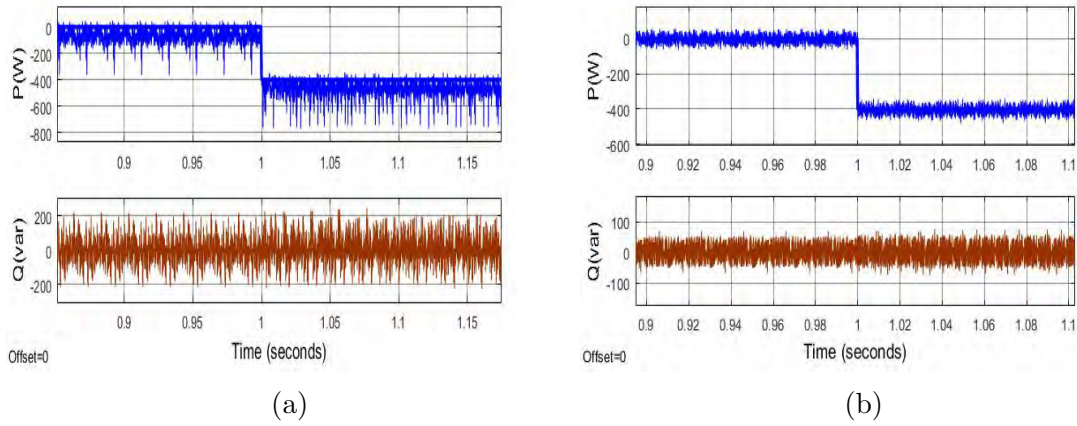 P(W)
0
-200
-400
-600
-800
0.9 0.95 1 1.05 1.1 1.15
Q(var)
200
0
-200
0.9 0.95 1 1.05 1.1 1.15
Offset=0
Time (seconds)
(a)
P(W)
0
-200
-400
-600
0.9 0.92 0.94 0.96 0.98 1 1.02 1.04 1.06 1.08 1.1
Q(var)
100
0
-100
0.9 0.92 0.94 0.96 0.98 1 1.02 1.04 1.06 1.08 1.1
Offset=0
Time (seconds)
(b)